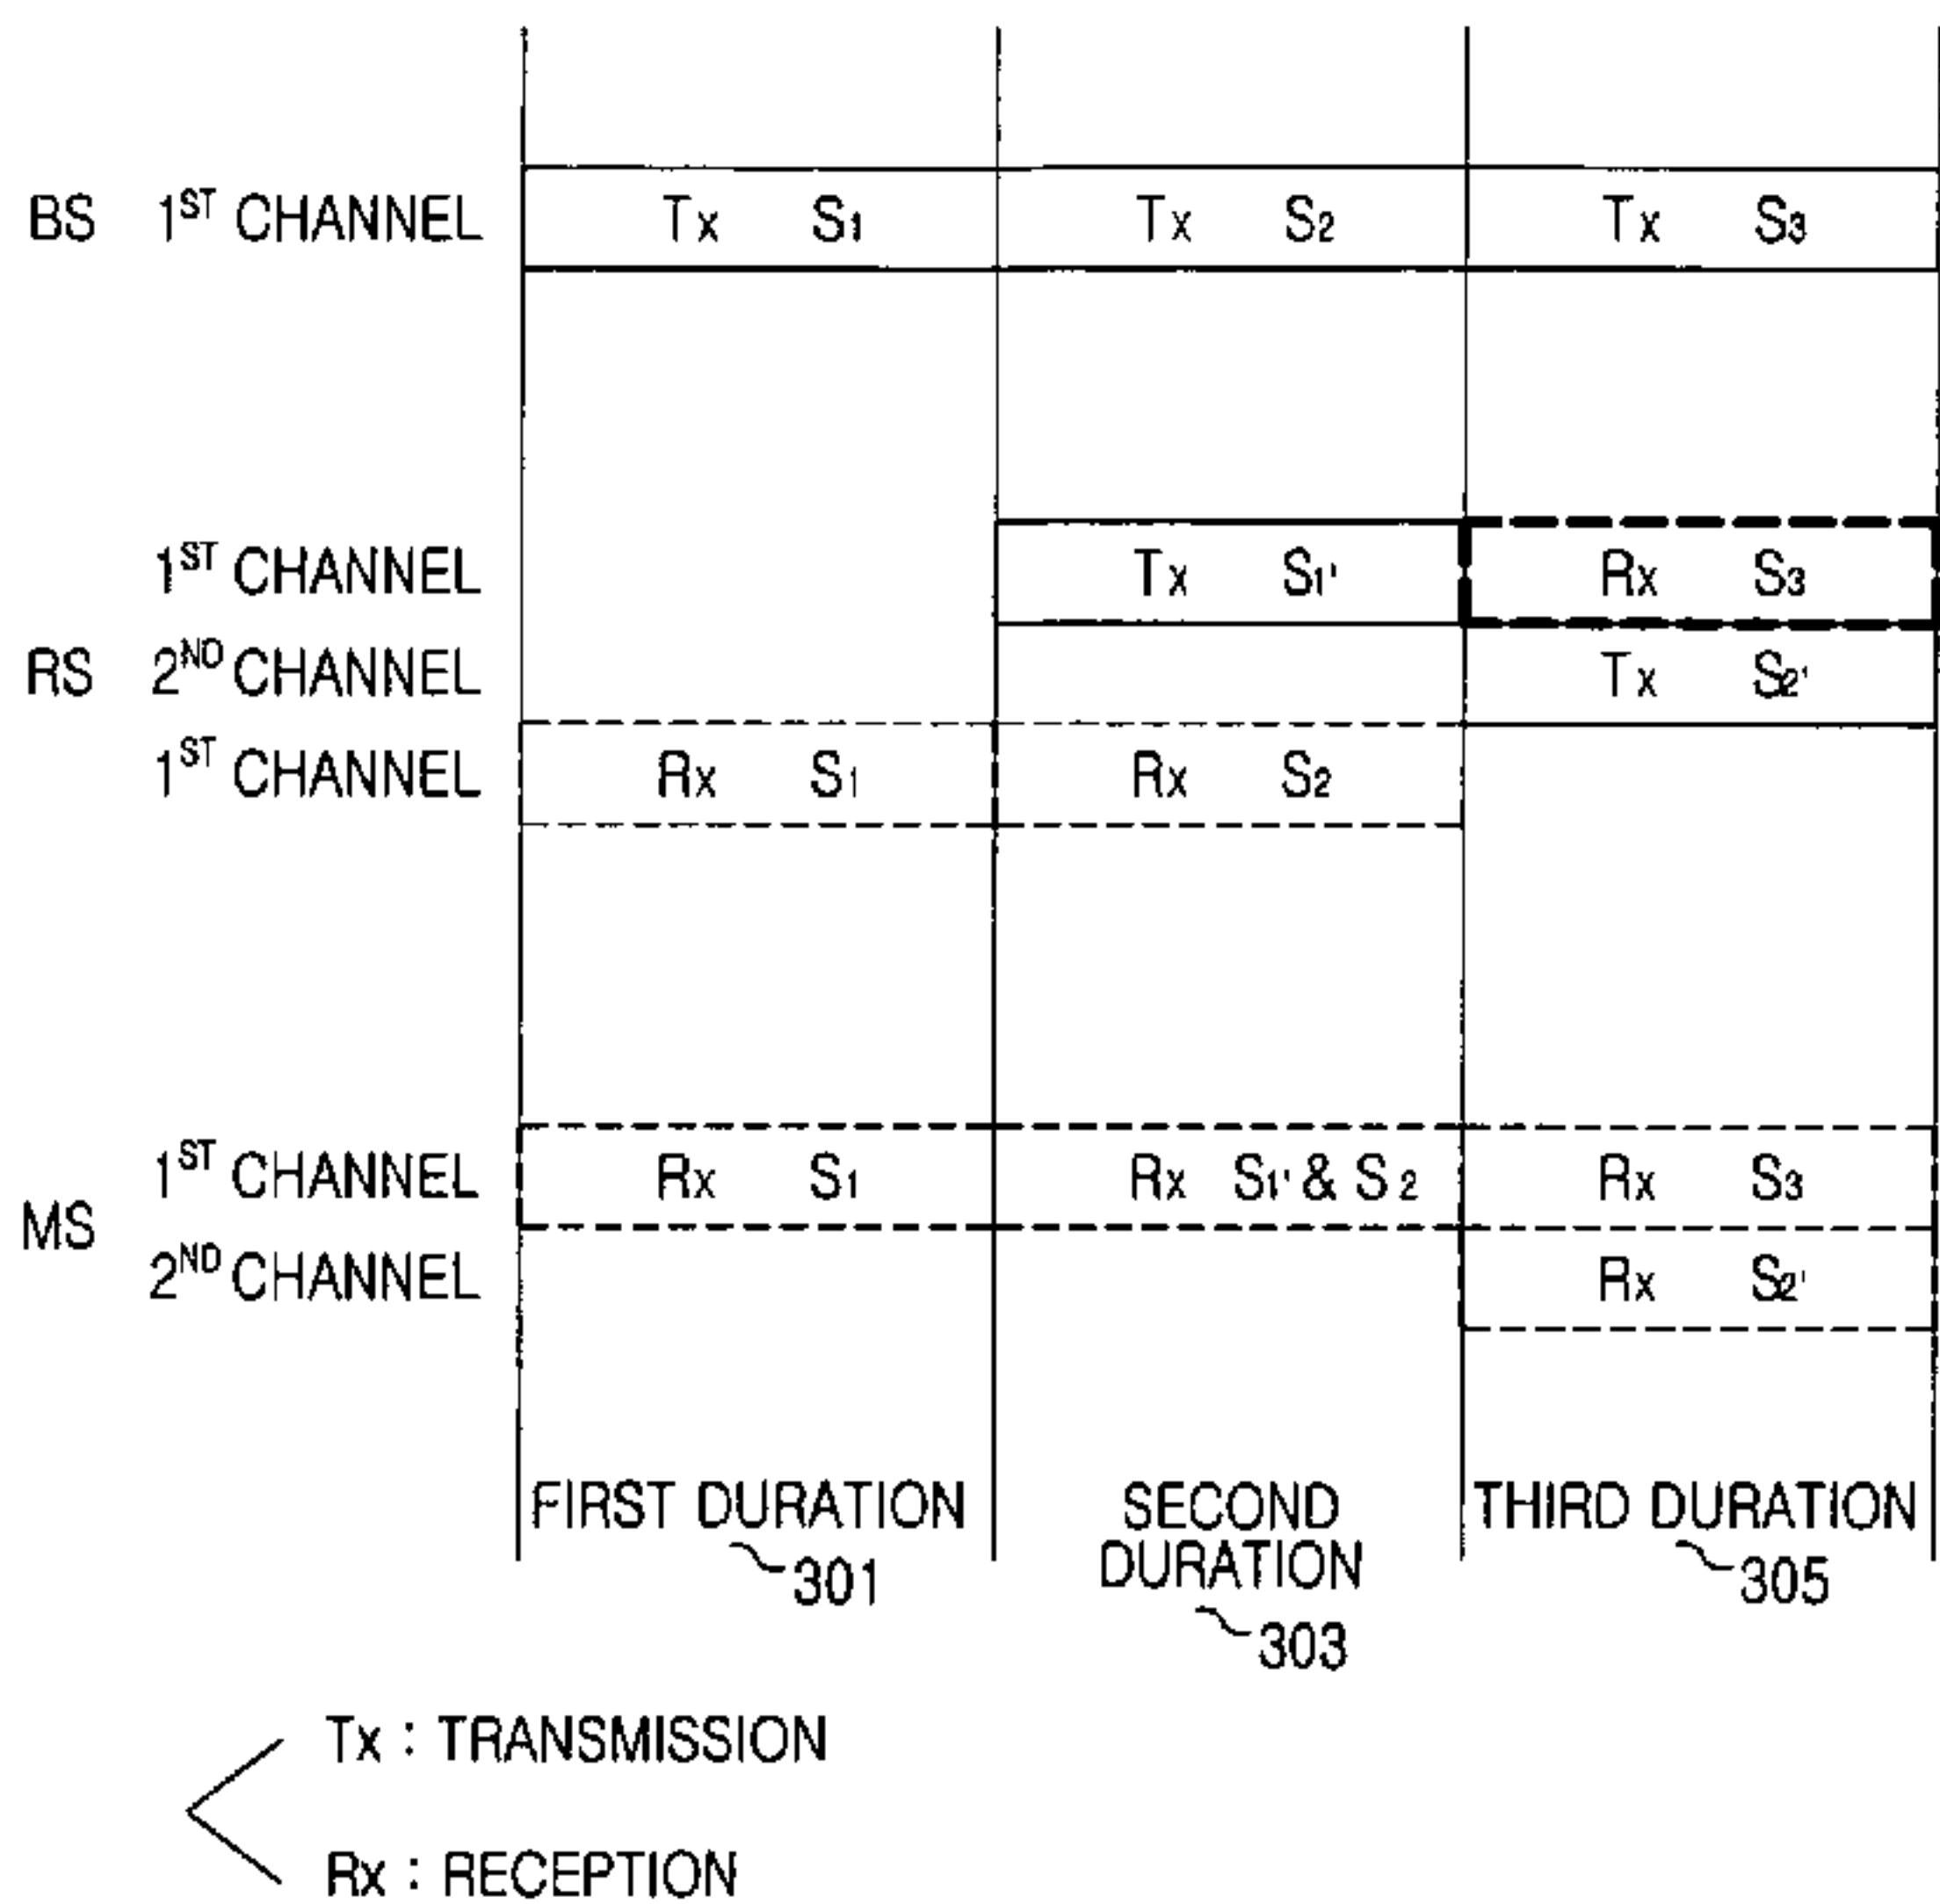 BS 1ST CHANNEL Tx S1 Tx S2 Tx S3
1ST CHANNEL Tx S1' Rx S3
RS 2ND CHANNEL Tx S2'
1ST CHANNEL Rx S1 Rx S2
MS
1ST CHANNEL Rx S1 Rx S1' & S2 Rx S3
2ND CHANNEL Rx S2'
FIRST DURATION
301
SECOND
DURATION
303
THIRD DURATION
305
Tx : TRANSMISSION
Rx : RECEPTION